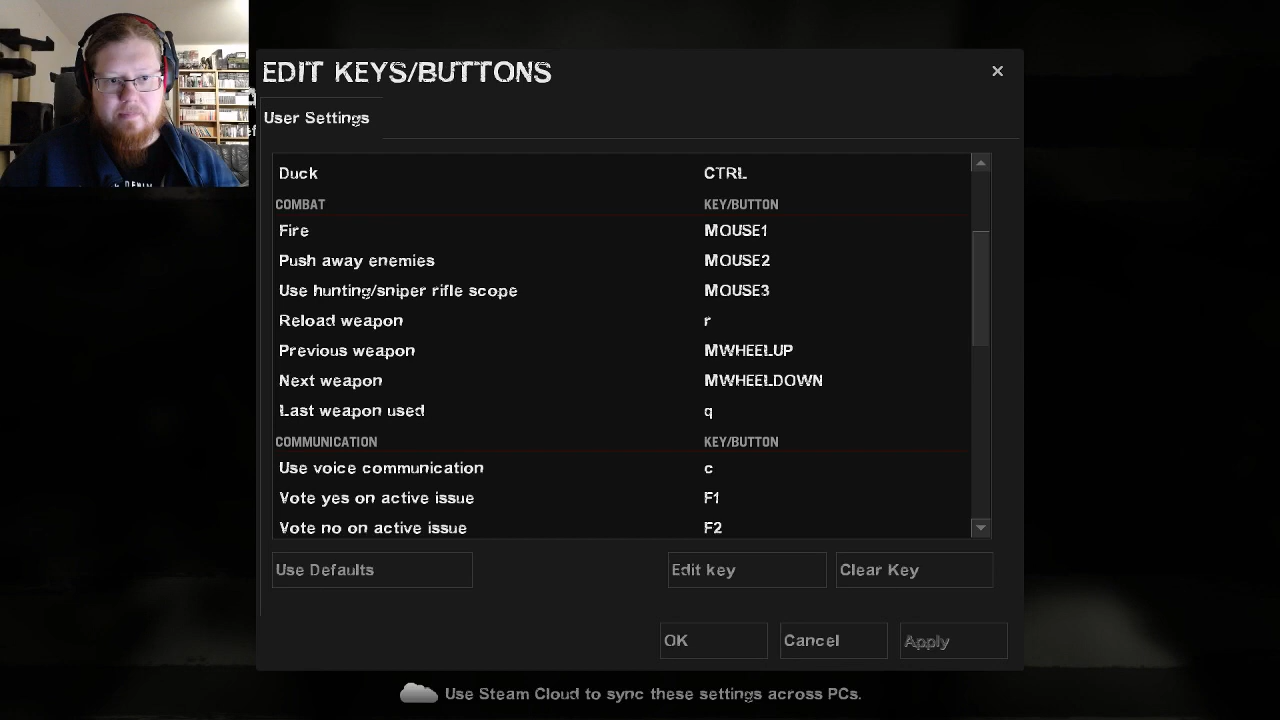 EDIT KEYS/BUTTONS
User Settings
Duck CTRL
COMBAT KEY/BUTTON
Fire MOUSE1
Push away enemies MOUSE2
Use hunting/sniper rifle scope MOUSE3
Reload weapon r
Previous weapon MWHEELUP
Next weapon MWHEELDOWN
Last weapon used q
COMMUNICATION KEY/BUTTON
Use voice communication c
Vote yes on active issue F1
Vote no on active issue F2
Use Defaults Edit key Clear Key
OK Cancel Apply
Use Steam Cloud to sync these settings across PCs.